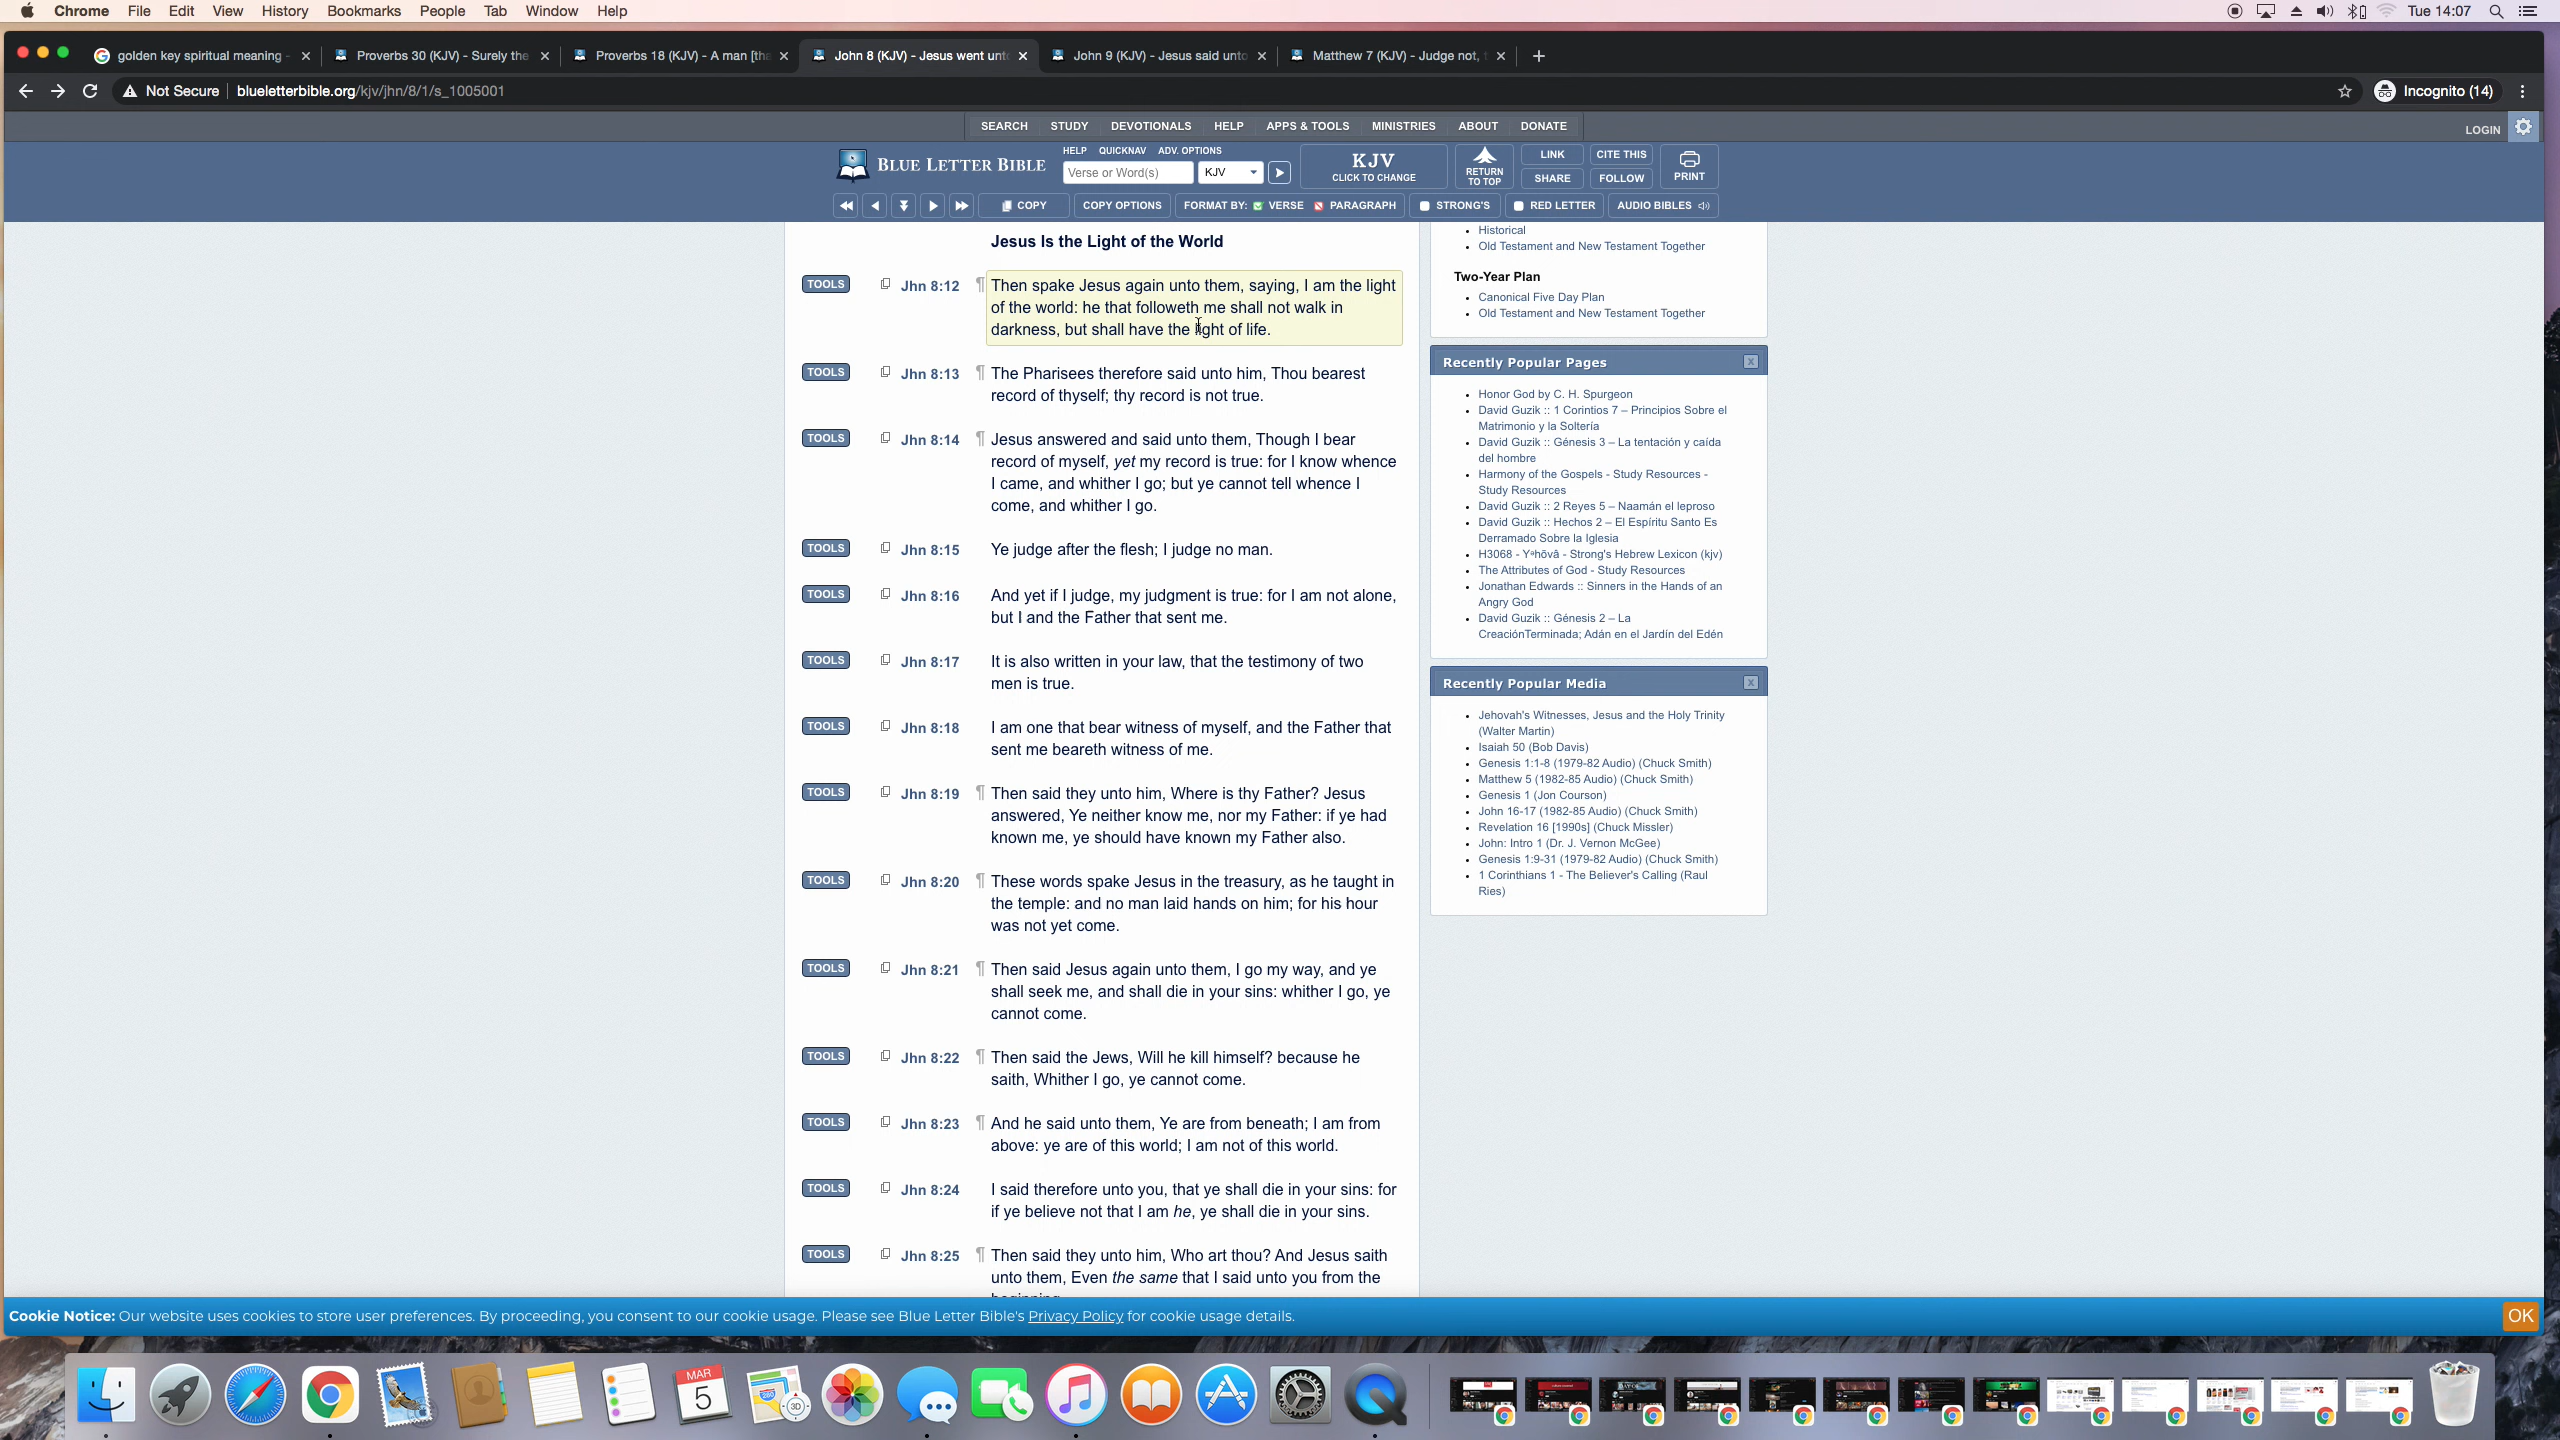 Chrome File Edit View History Bookmarks People Tab Window Help
Tue 14:07
golden key spiritual meaning -
Proverbs 30 (KJV) - Surely the
Proverbs 18 (KJV) - A man [the
John 8 (KJV) - Jesus went unto
John 9 (KJV) - Jesus said unto
Matthew 7 (KJV) - Judge not, t
Not Secure blueletterbible.org/kjv/jhn/8/1/s_1005001
Incognito (14)
SEARCH STUDY DEVOTIONALS HELP APPS & TOOLS MINISTRIES ABOUT DONATE
LOGIN
BLUE LETTER BIBLE
HELP QUICKNAV ADV. OPTIONS
Verse or Word(s) KJV
KJV
CLICK TO CHANGE
RETURN
TO TOP
LINK CITE THIS
SHARE FOLLOW
PRINT
COPY COPY OPTIONS FORMAT BY: VERSE PARAGRAPH STRONG'S RED LETTER AUDIO BIBLES
Jesus Is the Light of the World
TOOLS Jhn 8:12 ¶ Then spake Jesus again unto them, saying, I am the light
of the world: he that followeth me shall not walk in
darkness, but shall have the light of life.
TOOLS Jhn 8:13 ¶ The Pharisees therefore said unto him, Thou bearest
record of thyself; thy record is not true.
TOOLS Jhn 8:14 ¶ Jesus answered and said unto them, Though I bear
record of myself, yet my record is true: for I know whence
I came, and whither I go; but ye cannot tell whence I
come, and whither I go.
TOOLS Jhn 8:15 Ye judge after the flesh; I judge no man.
TOOLS Jhn 8:16 And yet if I judge, my judgment is true: for I am not alone,
but I and the Father that sent me.
TOOLS Jhn 8:17 It is also written in your law, that the testimony of two
men is true.
TOOLS Jhn 8:18 I am one that bear witness of myself, and the Father that
sent me beareth witness of me.
TOOLS Jhn 8:19 ¶ Then said they unto him, Where is thy Father? Jesus
answered, Ye neither know me, nor my Father: if ye had
known me, ye should have known my Father also.
TOOLS Jhn 8:20 ¶ These words spake Jesus in the treasury, as he taught in
the temple: and no man laid hands on him; for his hour
was not yet come.
TOOLS Jhn 8:21 ¶ Then said Jesus again unto them, I go my way, and ye
shall seek me, and shall die in your sins: whither I go, ye
cannot come.
TOOLS Jhn 8:22 ¶ Then said the Jews, Will he kill himself? because he
saith, Whither I go, ye cannot come.
TOOLS Jhn 8:23 ¶ And he said unto them, Ye are from beneath; I am from
above: ye are of this world; I am not of this world.
TOOLS Jhn 8:24 I said therefore unto you, that ye shall die in your sins: for
if ye believe not that I am he, ye shall die in your sins.
TOOLS Jhn 8:25 ¶ Then said they unto him, Who art thou? And Jesus saith
unto them, Even the same that I said unto you from the
Historical
Old Testament and New Testament Together
Two-Year Plan
Canonical Five Day Plan
Old Testament and New Testament Together
Recently Popular Pages
Honor God by C. H. Spurgeon
David Guzik :: 1 Corintios 7 – Principios Sobre el
Matrimonio y la Soltería
David Guzik :: Génesis 3 – La tentación y caída
del hombre
Harmony of the Gospels - Study Resources -
Study Resources
David Guzik :: 2 Reyes 5 – Naamán el leproso
David Guzik :: Hechos 2 – El Espíritu Santo Es
Derramado Sobre la Iglesia
H3068 - Yᵊhōvâ - Strong's Hebrew Lexicon (kjv)
The Attributes of God - Study Resources
Jonathan Edwards :: Sinners in the Hands of an
Angry God
David Guzik :: Génesis 2 – La
CreaciónTerminada; Adán en el Jardín del Edén
Recently Popular Media
Jehovah's Witnesses, Jesus and the Holy Trinity
(Walter Martin)
Isaiah 50 (Bob Davis)
Genesis 1:1-8 (1979-82 Audio) (Chuck Smith)
Matthew 5 (1982-85 Audio) (Chuck Smith)
Genesis 1 (Jon Courson)
John 16-17 (1982-85 Audio) (Chuck Smith)
Revelation 16 [1990s] (Chuck Missler)
John: Intro 1 (Dr. J. Vernon McGee)
Genesis 1:9-31 (1979-82 Audio) (Chuck Smith)
1 Corinthians 1 - The Believer's Calling (Raul
Ries)
Cookie Notice: Our website uses cookies to store user preferences. By proceeding, you consent to our cookie usage. Please see Blue Letter Bible's Privacy Policy for cookie usage details.
OK
MAR
5
3D